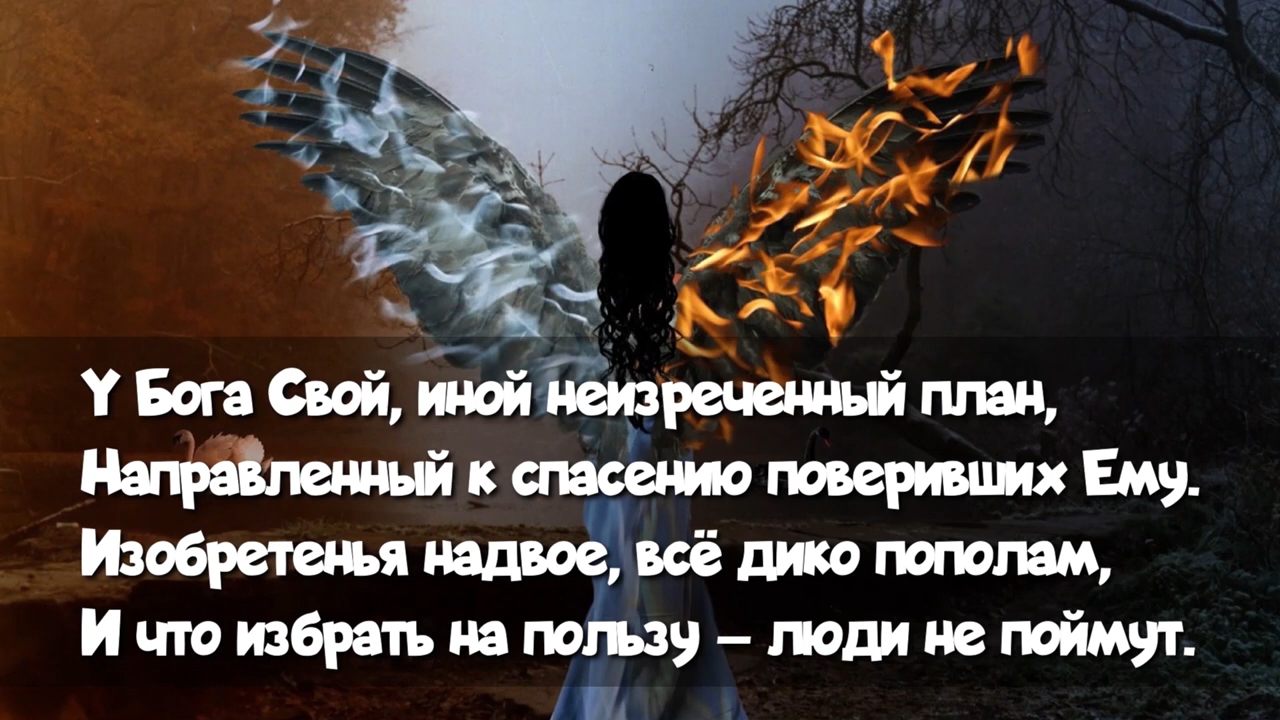 У Бога Свой, иной неизреченный план,
Направленный к спасению поверивших Ему.
Изобретенья надвое, всё дико пополам,
И что избрать на пользу – люди не поймут.